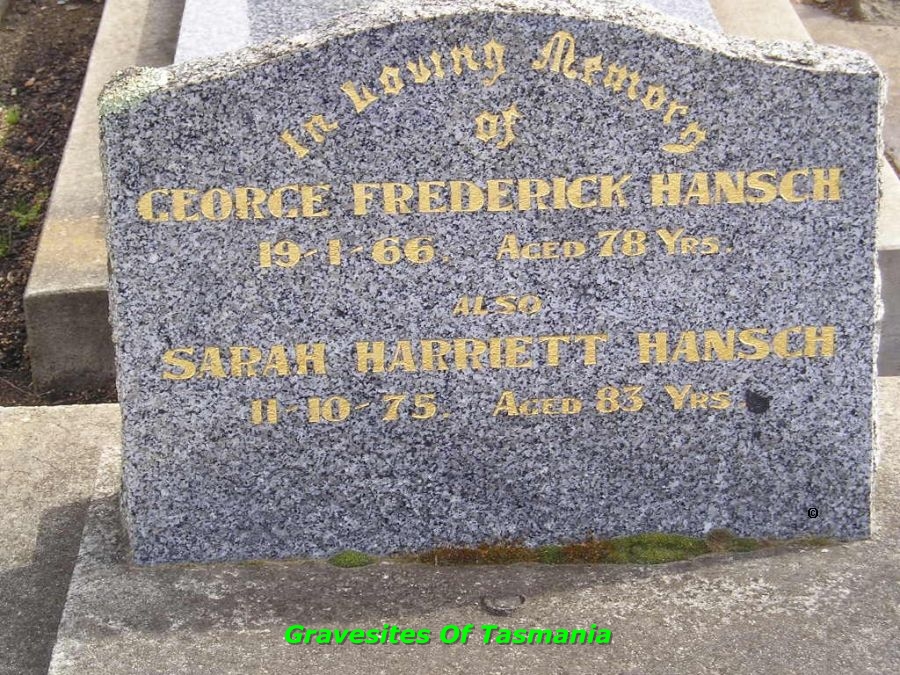 In Loving Memory
of
GEORGE FREDERICK HANSCH
19-1-66. AGED 78 YRS.
ALSO
SARAH HARRIETT HANSCH
11-10-75. AGED 83 YRS.
©
Gravesites Of Tasmania